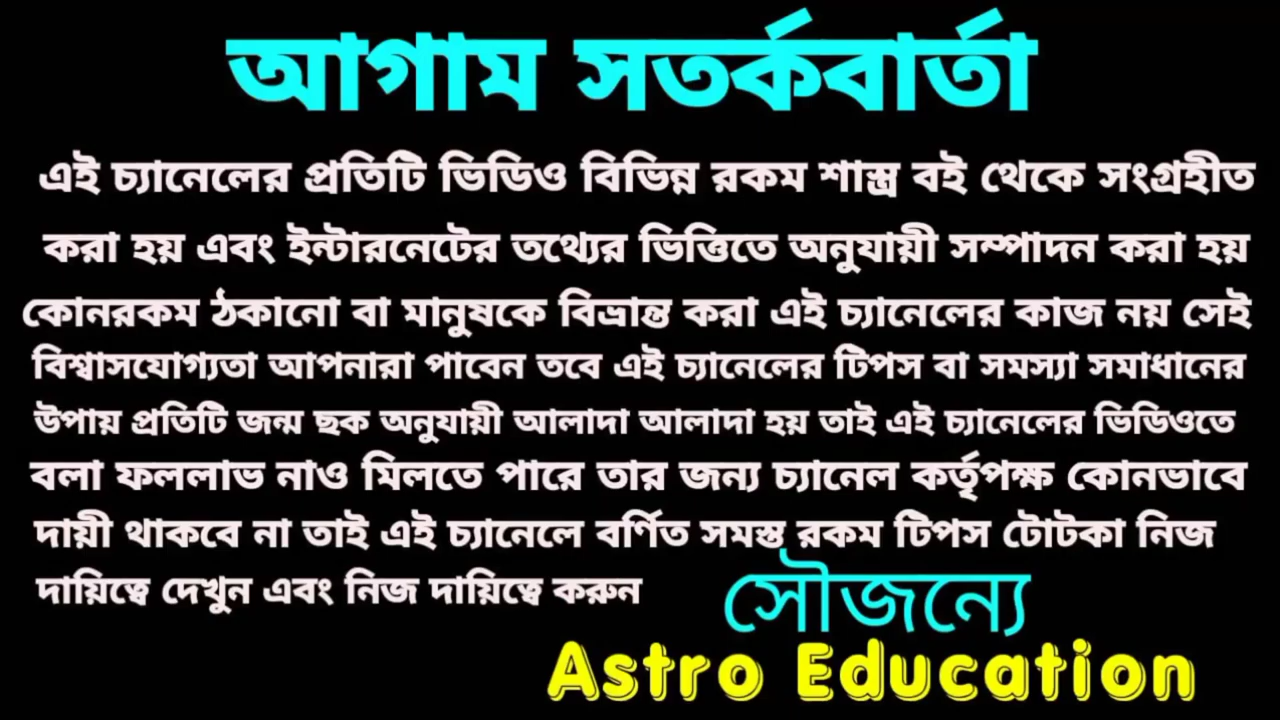 আগাম সতর্কবার্তা
এই চ্যানেলের প্রতিটি ভিডিও বিভিন্ন রকম শাস্ত্র বই থেকে সংগ্রহীত
করা হয় এবং ইন্টারনেটের তথ্যের ভিত্তিতে অনুযায়ী সম্পাদন করা হয়
কোনরকম ঠকানো বা মানুষকে বিভ্রান্ত করা এই চ্যানেলের কাজ নয় সেই
বিশ্বাসযোগ্যতা আপনারা পাবেন তবে এই চ্যানেলের টিপস বা সমস্যা সমাধানের
উপায় প্রতিটি জন্ম ছক অনুযায়ী আলাদা আলাদা হয় তাই এই চ্যানেলের ভিডিওতে
বলা ফললাভ নাও মিলতে পারে তার জন্য চ্যানেল কর্তৃপক্ষ কোনভাবে
দায়ী থাকবে না তাই এই চ্যানেলে বর্ণিত সমস্ত রকম টিপস টোটকা নিজ
দায়িত্বে দেখুন এবং নিজ দায়িত্বে করুন
সৌজন্যে
Astro Education